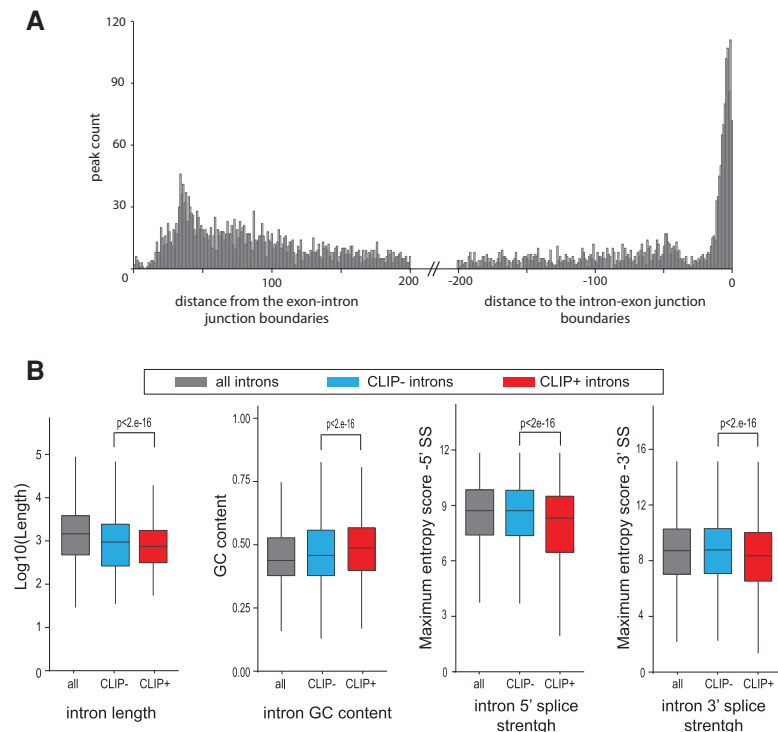 A
120
90
60
30
0
peak count
0
100
200
distance from the exon-intron
junction boundaries
-200
-100
0
distance to the intron-exon junction
boundaries
B
all introns
CLIP- introns
CLIP+ introns
p<2.e-16
5
4
3
2
1
0
Log10(Length)
all
CLIP-
CLIP+
intron length
p<2.e-16
1.00
0.75
0.50
0.25
0.00
GC content
all
CLIP-
CLIP+
intron GC content
p<2e-16
12
9
6
3
0
Maximum entropy score -5' SS
all
CLIP-
CLIP+
intron 5' splice
strentgh
p<2.e-16
16
12
8
4
0
Maximum entropy score -3' SS
all
CLIP-
CLIP+
intron 3' splice
strentgh